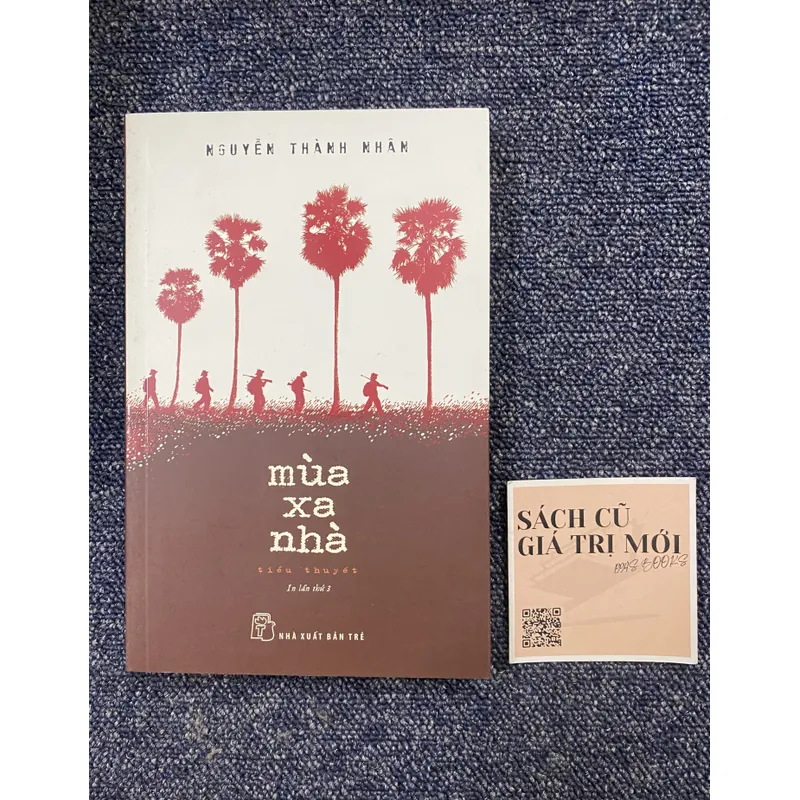 NGUYỄN THÀNH NHÂN
mùa
xa
nhà
tiểu thuyết
In lần thứ 3
NHÀ XUẤT BẢN TRẺ
SÁCH CŨ
GIÁ TRỊ MỚI